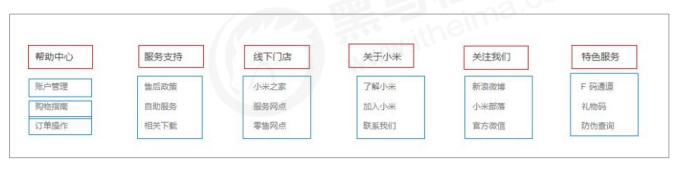 黑马
itheima.com
帮助中心 服务支持 线下门店 关于小米 关注我们 特色服务
账户管理 售后政策 小米之家 了解小米 新浪微博 F 码通道
购物指南 自助服务 服务网点 加入小米 小米部落 礼物码
订单操作 相关下载 零售网点 联系我们 官方微信 防伪查询